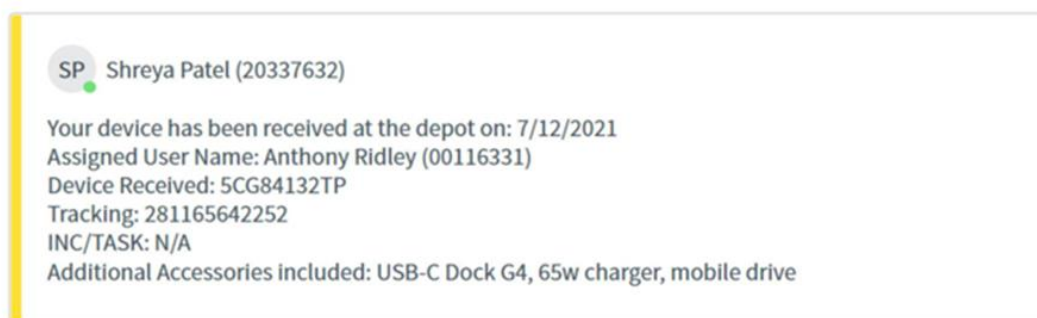 SP Shreya Patel (20337632)
Your device has been received at the depot on: 7/12/2021
Assigned User Name: Anthony Ridley (00116331)
Device Received: 5CG84132TP
Tracking: 281165642252
INC/TASK: N/A
Additional Accessories included: USB-C Dock G4, 65w charger, mobile drive